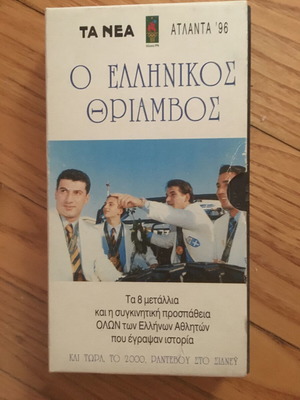 ΤΑ ΝΕΑ ΑΤΛΑΝΤΑ '96
Ο ΕΛΛΗΝΙΚΟΣ
ΘΡΙΑΜΒΟΣ
Τα 8 μετάλλια
και η συγκινητική προσπάθεια
ΟΛΩΝ των Ελλήνων Αθλητών
που έγραψαν ιστορία
ΚΑΙ ΤΩΡΑ, ΤΟ 2000, ΡΑΝΤΕΒΟΥ ΣΤΟ ΣΙΔΝΕΫ